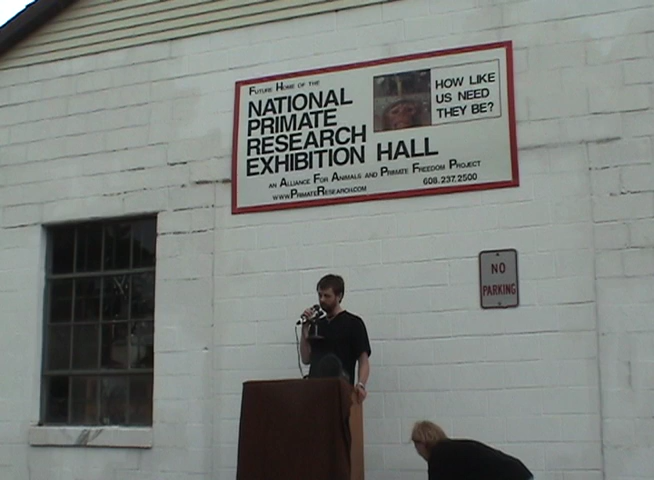 FUTURE HOME OF THE
NATIONAL
PRIMATE
RESEARCH
EXHIBITION HALL
HOW LIKE
US NEED
THEY BE?
AN ALLIANCE FOR ANIMALS AND PRIMATE FREEDOM PROJECT
WWW.PRIMATERESEARCH.COM
608.237.2500
NO
PARKING